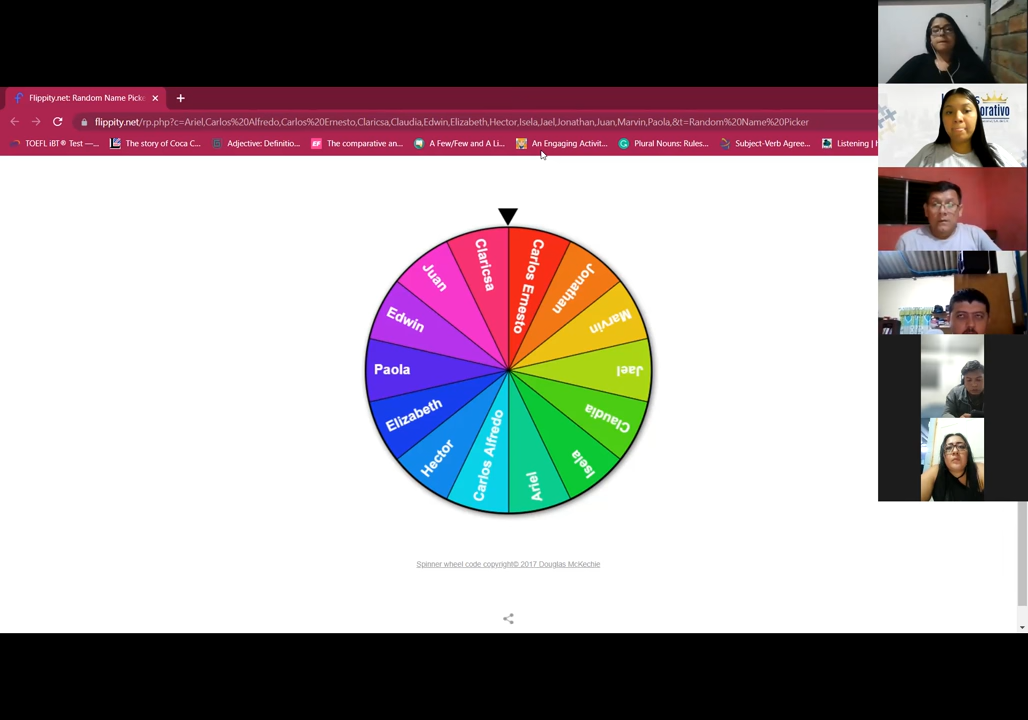 Flippity.net: Random Name Picke
flippity.net/rp.php?c=Ariel,Carlos%20Alfredo,Carlos%20Ernesto,Claricsa,Claudia,Edwin,Elizabeth,Hector,Isela,Jael,Jonathan,Juan,Marvin,Paola,&t=Random%20Name%20Picker
TOEFL iBT® Test —... The story of Coca C... Adjective: Definitio... EF The comparative an... A Few/Few and A Li... An Engaging Activit... Plural Nouns: Rules... Subject-Verb Agree... Listening |
orativo
Carlos Ernesto
Jonathan
Marvin
Jael
Claudia
Isela
Ariel
Carlos Alfredo
Hector
Elizabeth
Paola
Edwin
Juan
Claricsa
Spinner wheel code copyright© 2017 Douglas McKechie